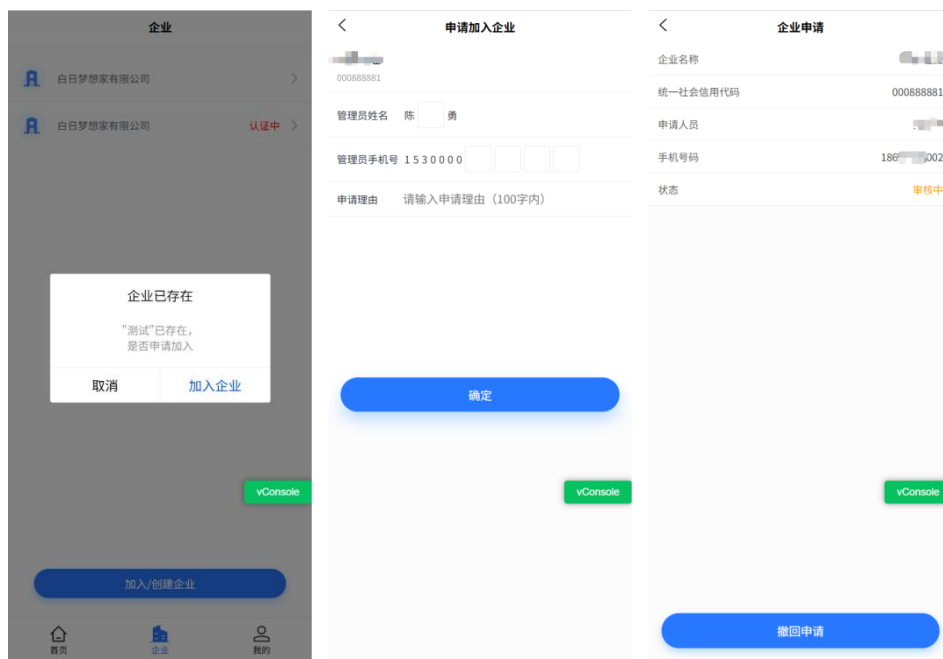 企业
白日梦想家有限公司
白日梦想家有限公司 认证中
企业已存在
"测试"已存在，
是否申请加入
取消 加入企业
vConsole
加入/创建企业
首页 企业 我的
申请加入企业
000888881
管理员姓名 陈 勇
管理员手机号 1530000
申请理由 请输入申请理由（100字内）
确定
vConsole
企业申请
企业名称
统一社会信用代码 000888881
申请人员
手机号码 186 002
状态 审核中
vConsole
撤回申请